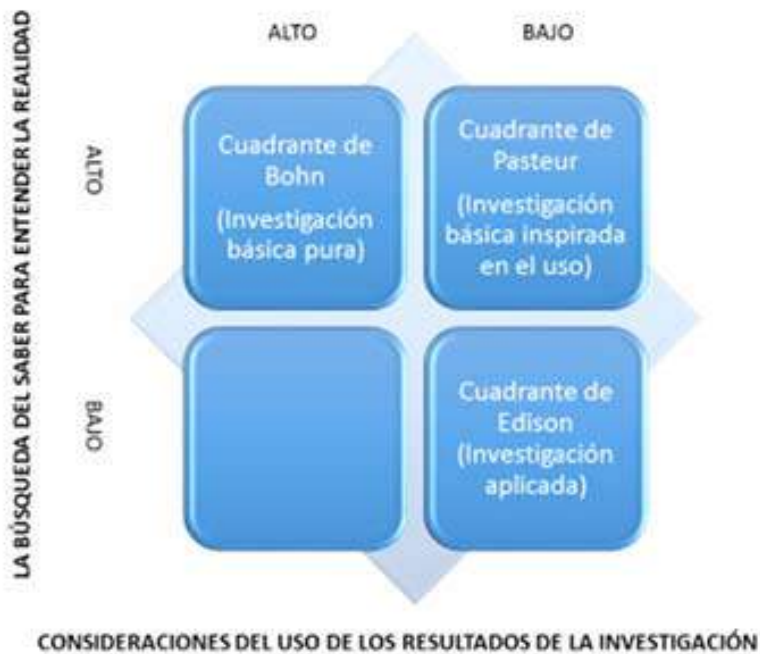 LA BÚSQUEDA DEL SABER PARA ENTENDER LA REALIDAD
ALTO
BAJO
ALTO
Cuadrante de
Bohn
(Investigación
básica pura)
Cuadrante de
Pasteur
(Investigación
básica inspirada
en el uso)
BAJO
Cuadrante de
Edison
(Investigación
aplicada)
CONSIDERACIONES DEL USO DE LOS RESULTADOS DE LA INVESTIGACIÓN